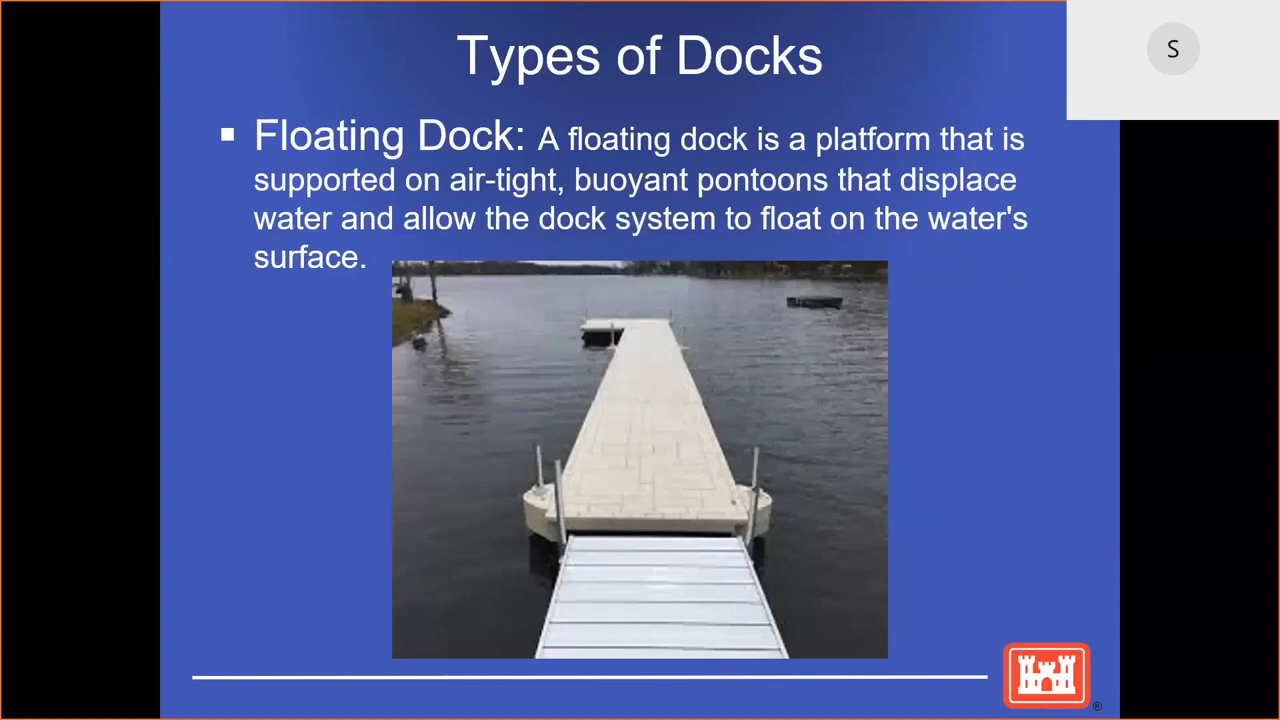 Types of Docks
S
▪ Floating Dock: A floating dock is a platform that is
supported on air-tight, buoyant pontoons that displace
water and allow the dock system to float on the water's
surface.
®